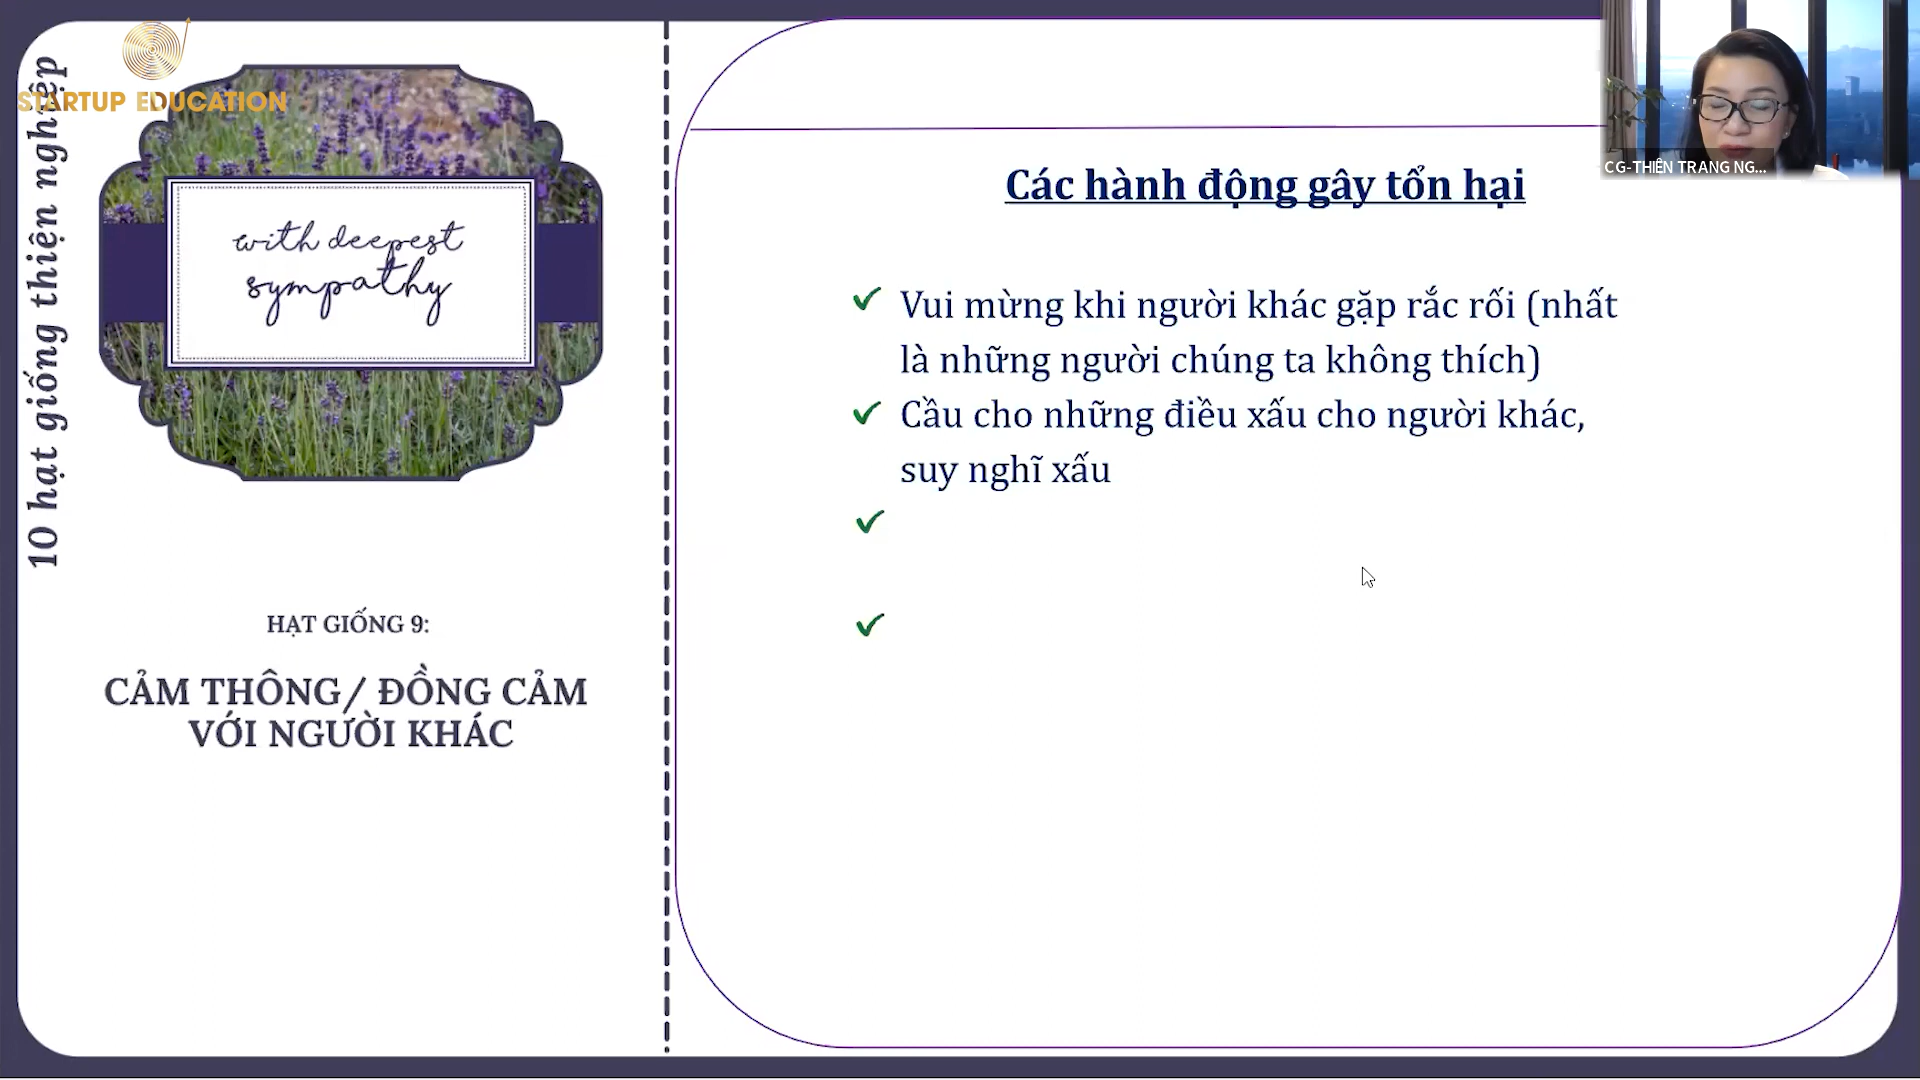 STARTUP EDUCATION
10 hạt giống thiện nghiệp
with deepest
sympathy
HẠT GIỐNG 9:
CẢM THÔNG/ ĐỒNG CẢM
VỚI NGƯỜI KHÁC
Các hành động gây tổn hại
Vui mừng khi người khác gặp rắc rối (nhất
là những người chúng ta không thích)
Cầu cho những điều xấu cho người khác,
suy nghĩ xấu
CG-THIÊN TRANG NG...